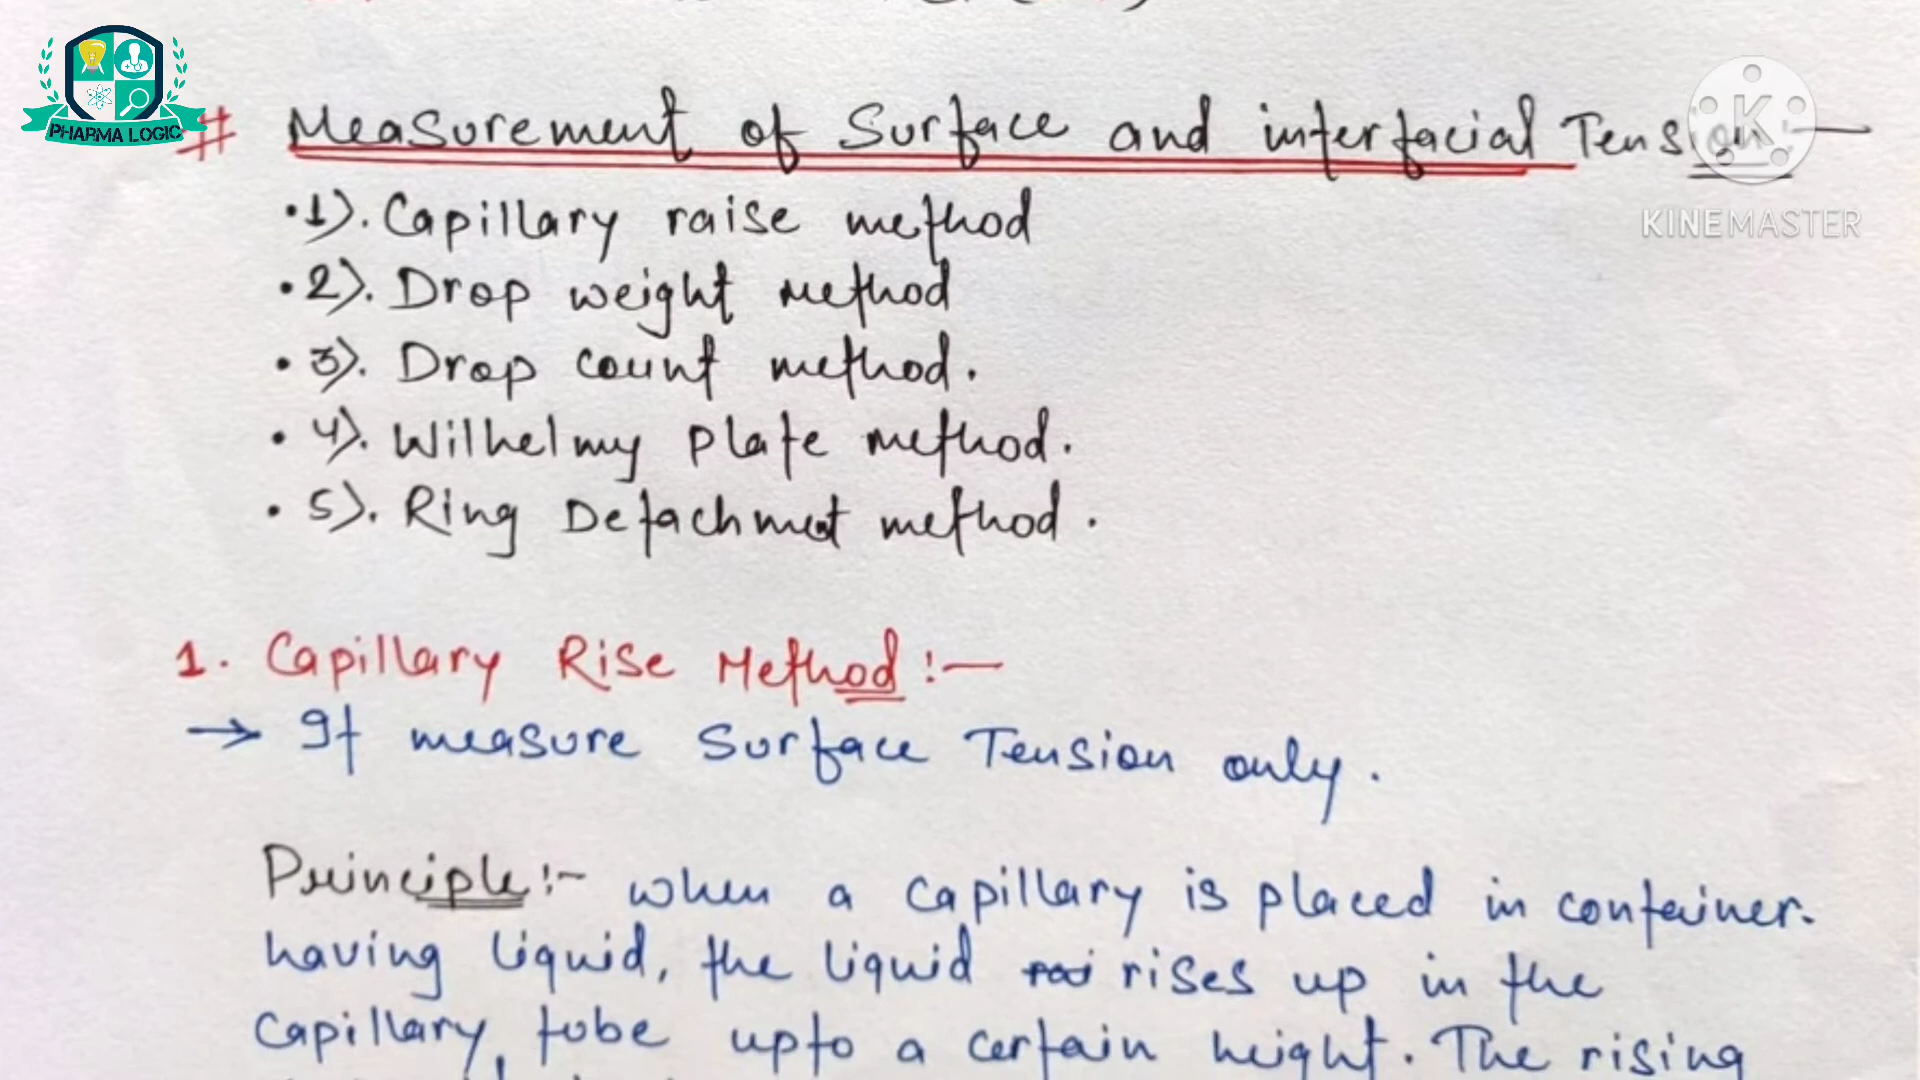 PHARMA LOGIC
# Measurement of Surface and interfacial Tension :-
KINEMASTER
•1). Capillary raise method
•2). Drop weight method
•3). Drop count method.
•4). Wilhelmy plate method.
•5). Ring Detachment method.
1. Capillary Rise Method :-
→ It measure Surface Tension only.
Principle :- when a capillary is placed in container.
having liquid, the liquid rises up in the
capillary tube upto a certain height. The rising